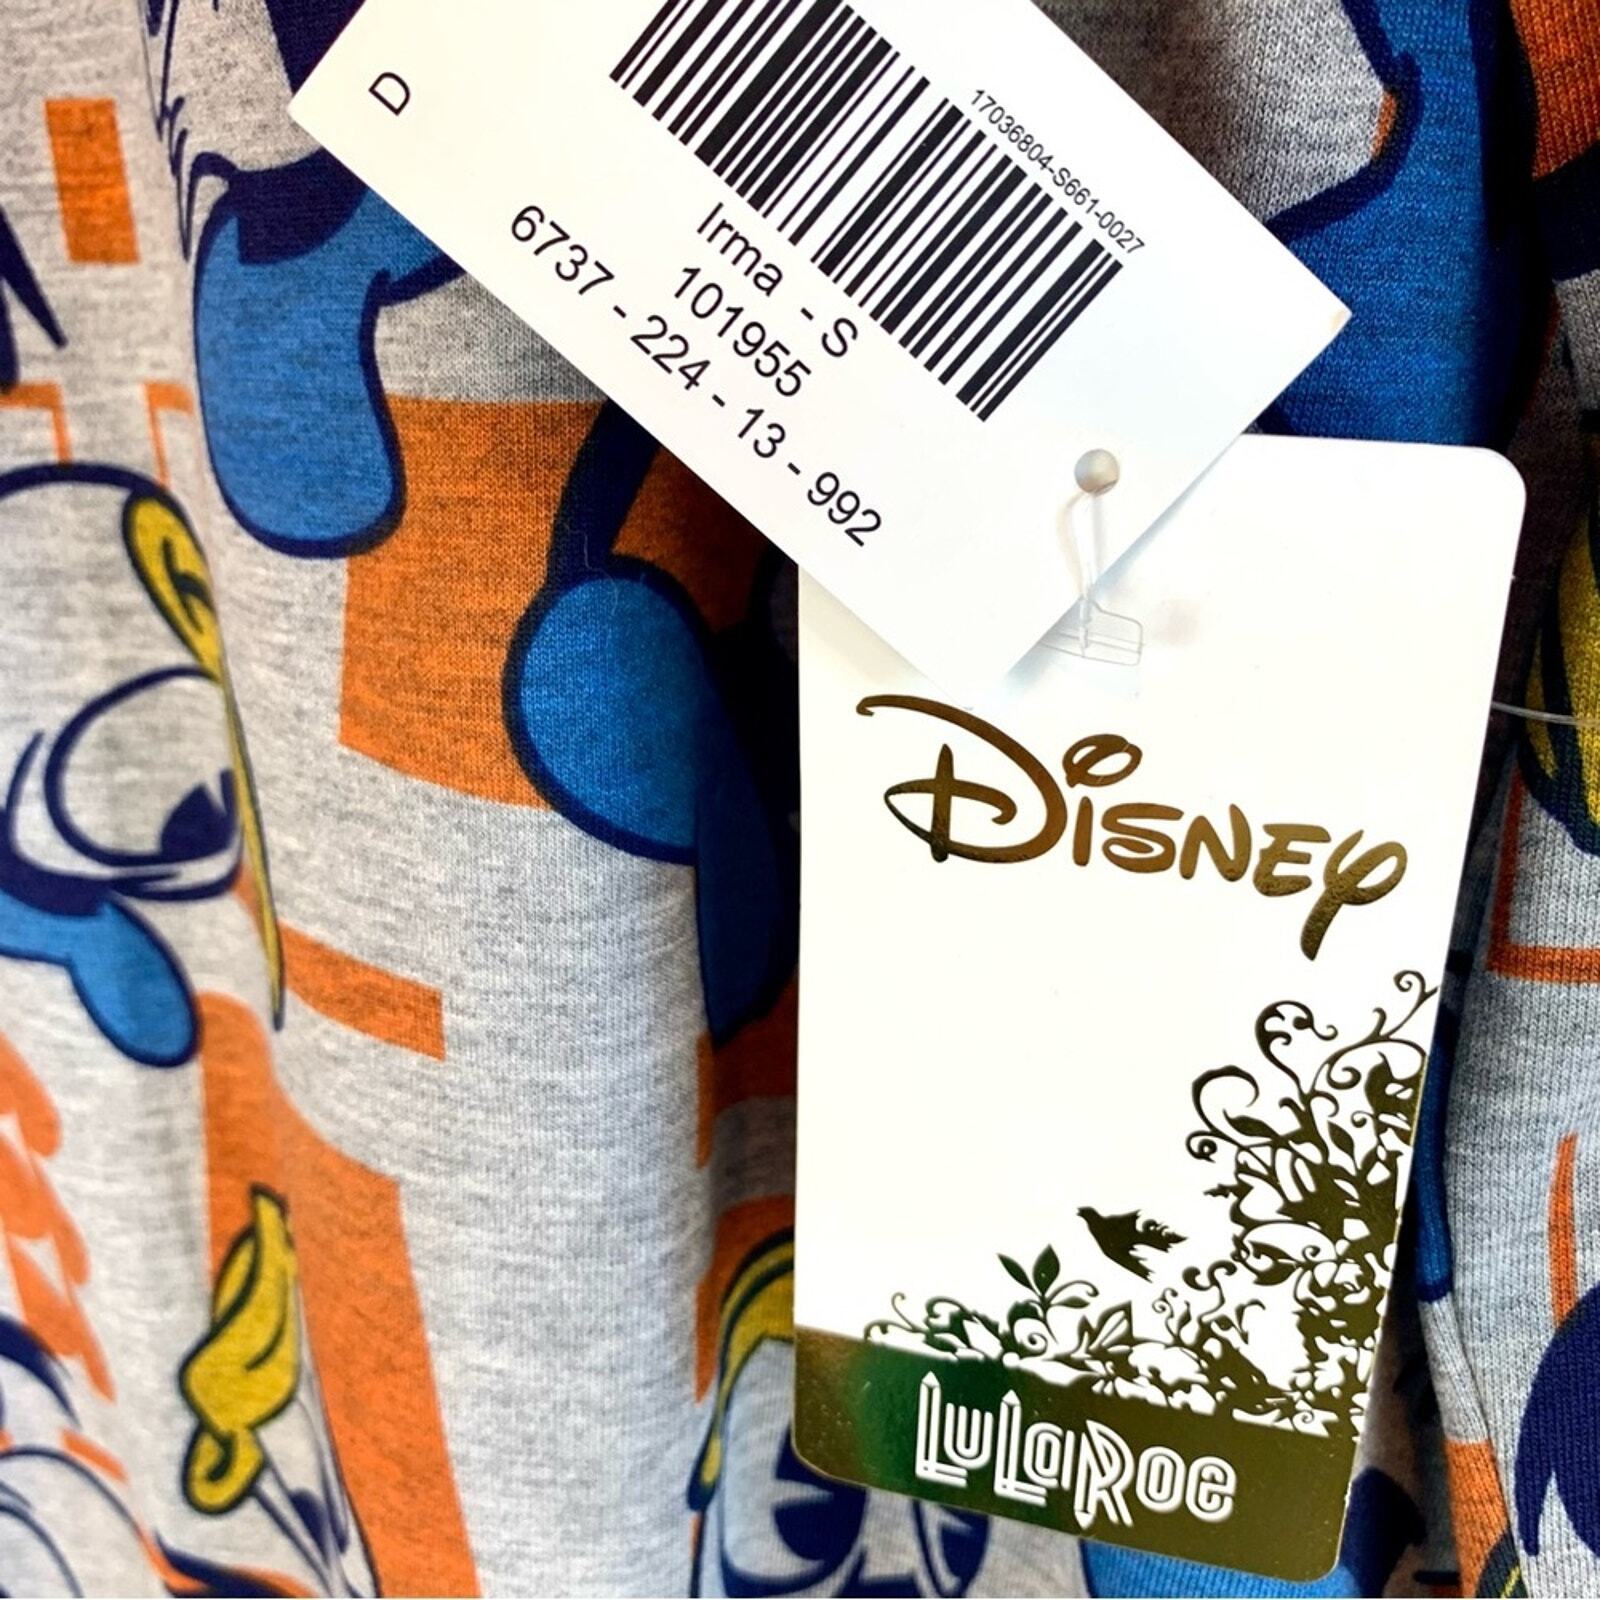 D
17036804-S661-0027
Irma - S
101955
6737 - 224 - 13 - 992
Disney
LuLaRoe